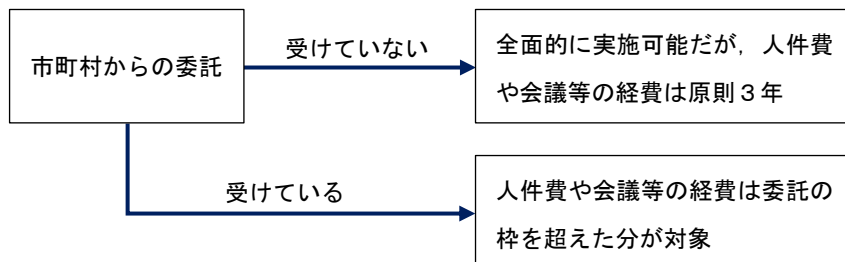 市町村からの委託
受けていない
全面的に実施可能だが，人件費
や会議等の経費は原則３年
受けている
人件費や会議等の経費は委託の
枠を超えた分が対象